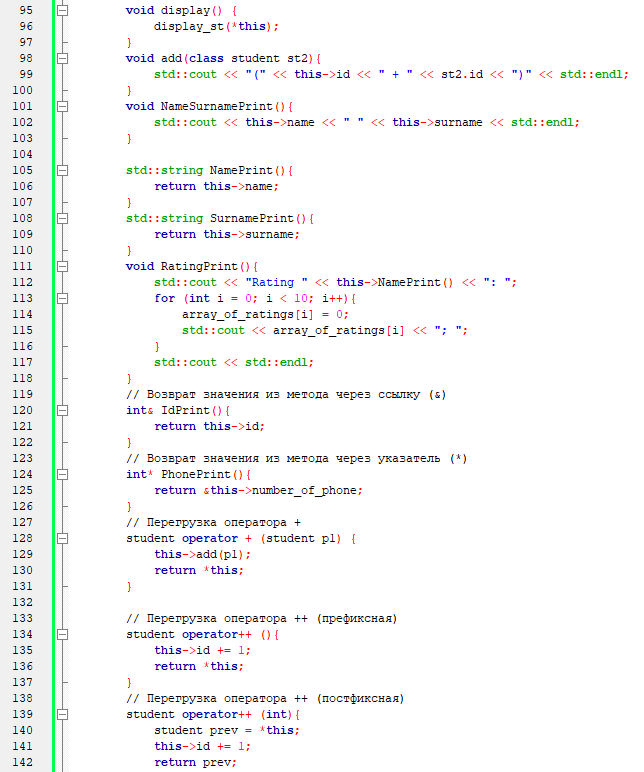 95 void display() {
96 display_st(*this);
97 }
98 void add(class student st2){
99 std::cout << "(" << this->id << " + " << st2.id << ")" << std::endl;
100 }
101 void NameSurnamePrint(){
102 std::cout << this->name << " " << this->surname << std::endl;
103 }
104
105 std::string NamePrint(){
106 return this->name;
107 }
108 std::string SurnamePrint(){
109 return this->surname;
110 }
111 void RatingPrint(){
112 std::cout << "Rating " << this->NamePrint() << ": ";
113 for (int i = 0; i < 10; i++){
114 array_of_ratings[i] = 0;
115 std::cout << array_of_ratings[i] << "; ";
116 }
117 std::cout << std::endl;
118 }
119 // Возврат значения из метода через ссылку (&)
120 int& IdPrint(){
121 return this->id;
122 }
123 // Возврат значения из метода через указатель (*)
124 int* PhonePrint(){
125 return &this->number_of_phone;
126 }
127 // Перегрузка оператора +
128 student operator + (student p1) {
129 this->add(p1);
130 return *this;
131 }
132
133 // Перегрузка оператора ++ (префиксная)
134 student operator++ (){
135 this->id += 1;
136 return *this;
137 }
138 // Перегрузка оператора ++ (постфиксная)
139 student operator++ (int){
140 student prev = *this;
141 this->id += 1;
142 return prev;